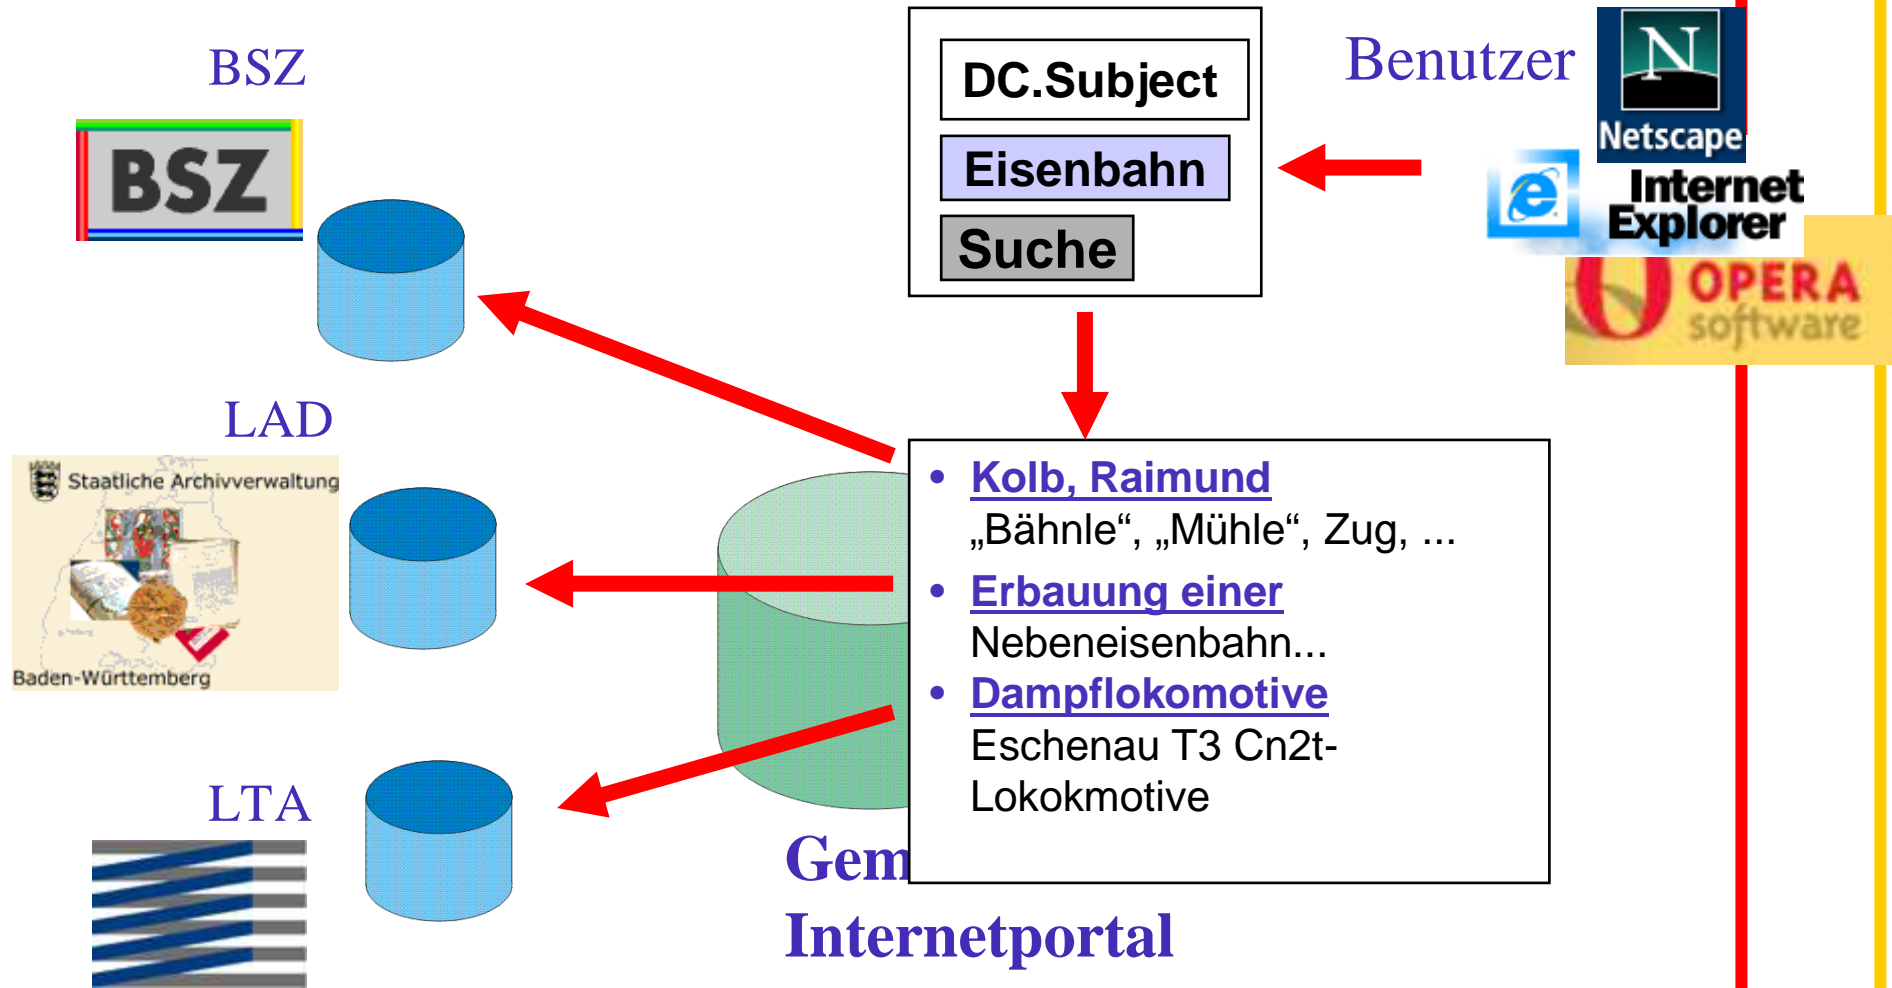 BSZ
BSZ
DC.Subject
Eisenbahn
Suche
Benutzer
Netscape
Internet
Explorer
OPERA
software
LAD
Staatliche Archivverwaltung
Baden-Württemberg
LTA
• Kolb, Raimund
„Bähnle“, „Mühle“, Zug, ...
• Erbauung einer
Nebeneisenbahn...
• Dampflokomotive
Eschenau T3 Cn2t-
Lokokmotive
Gem
Internetportal